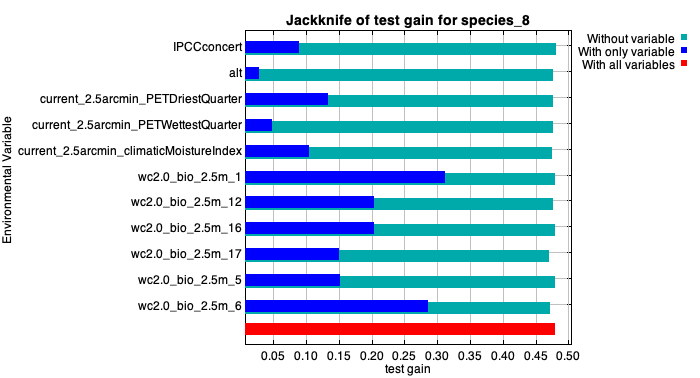 Jackknife of test gain for species_8
Without variable
With only variable
With all variables
Environmental Variable
IPCCconcert
alt
current_2.5arcmin_PETDriestQuarter
current_2.5arcmin_PETWettestQuarter
current_2.5arcmin_climaticMoistureIndex
wc2.0_bio_2.5m_1
wc2.0_bio_2.5m_12
wc2.0_bio_2.5m_16
wc2.0_bio_2.5m_17
wc2.0_bio_2.5m_5
wc2.0_bio_2.5m_6
0.05 0.10 0.15 0.20 0.25 0.30 0.35 0.40 0.45 0.50
test gain